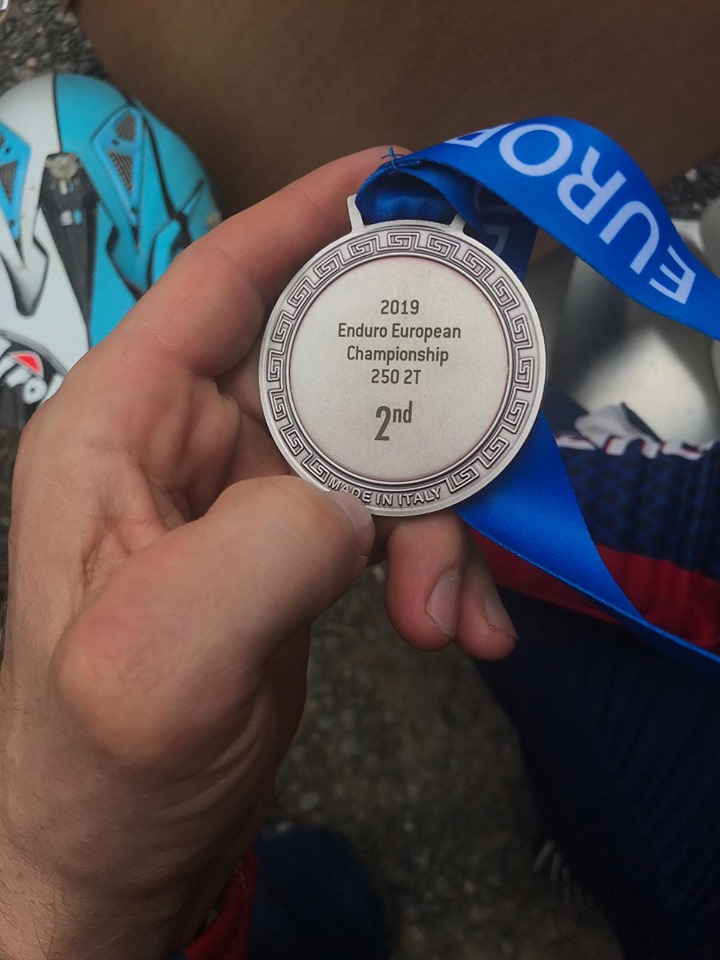 2019
Enduro European
Championship
250 2T
2nd
MADE IN ITALY
EURO